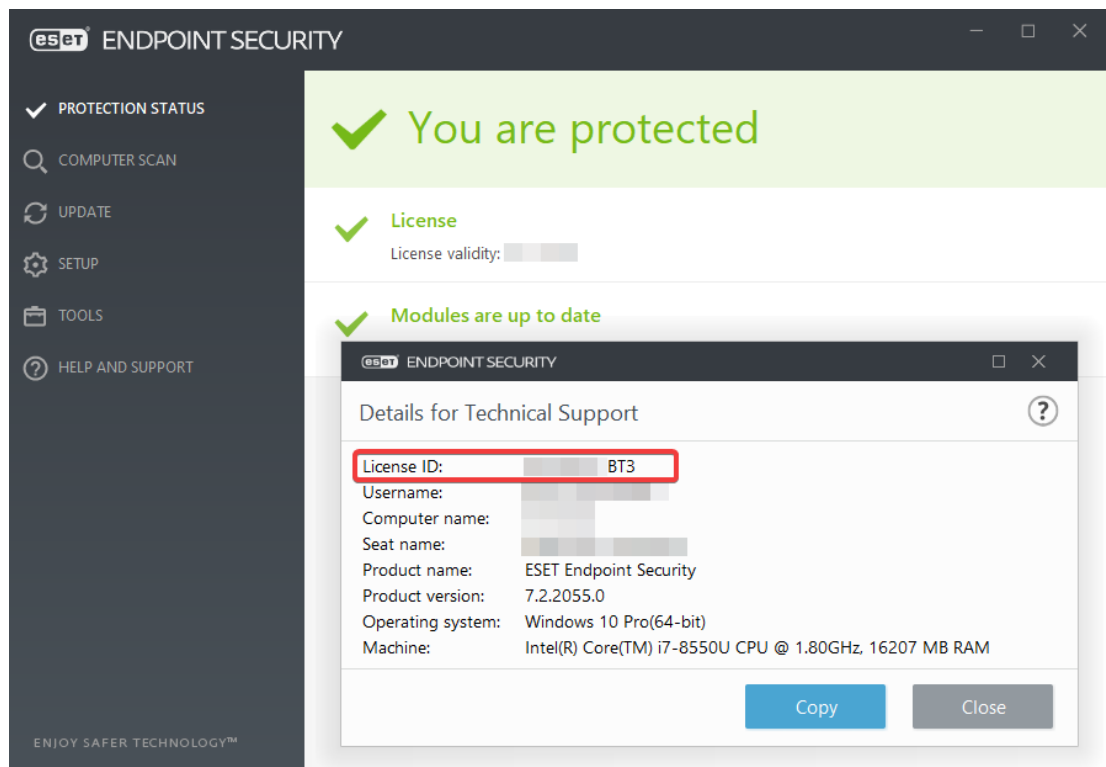 eset ENDPOINT SECURITY
PROTECTION STATUS
COMPUTER SCAN
UPDATE
SETUP
TOOLS
HELP AND SUPPORT
ENJOY SAFER TECHNOLOGY™
You are protected
License
License validity:
Modules are up to date
eset ENDPOINT SECURITY
Details for Technical Support
?
License ID: BT3
Username:
Computer name:
Seat name:
Product name: ESET Endpoint Security
Product version: 7.2.2055.0
Operating system: Windows 10 Pro(64-bit)
Machine: Intel(R) Core(TM) i7-8550U CPU @ 1.80GHz, 16207 MB RAM
Copy Close